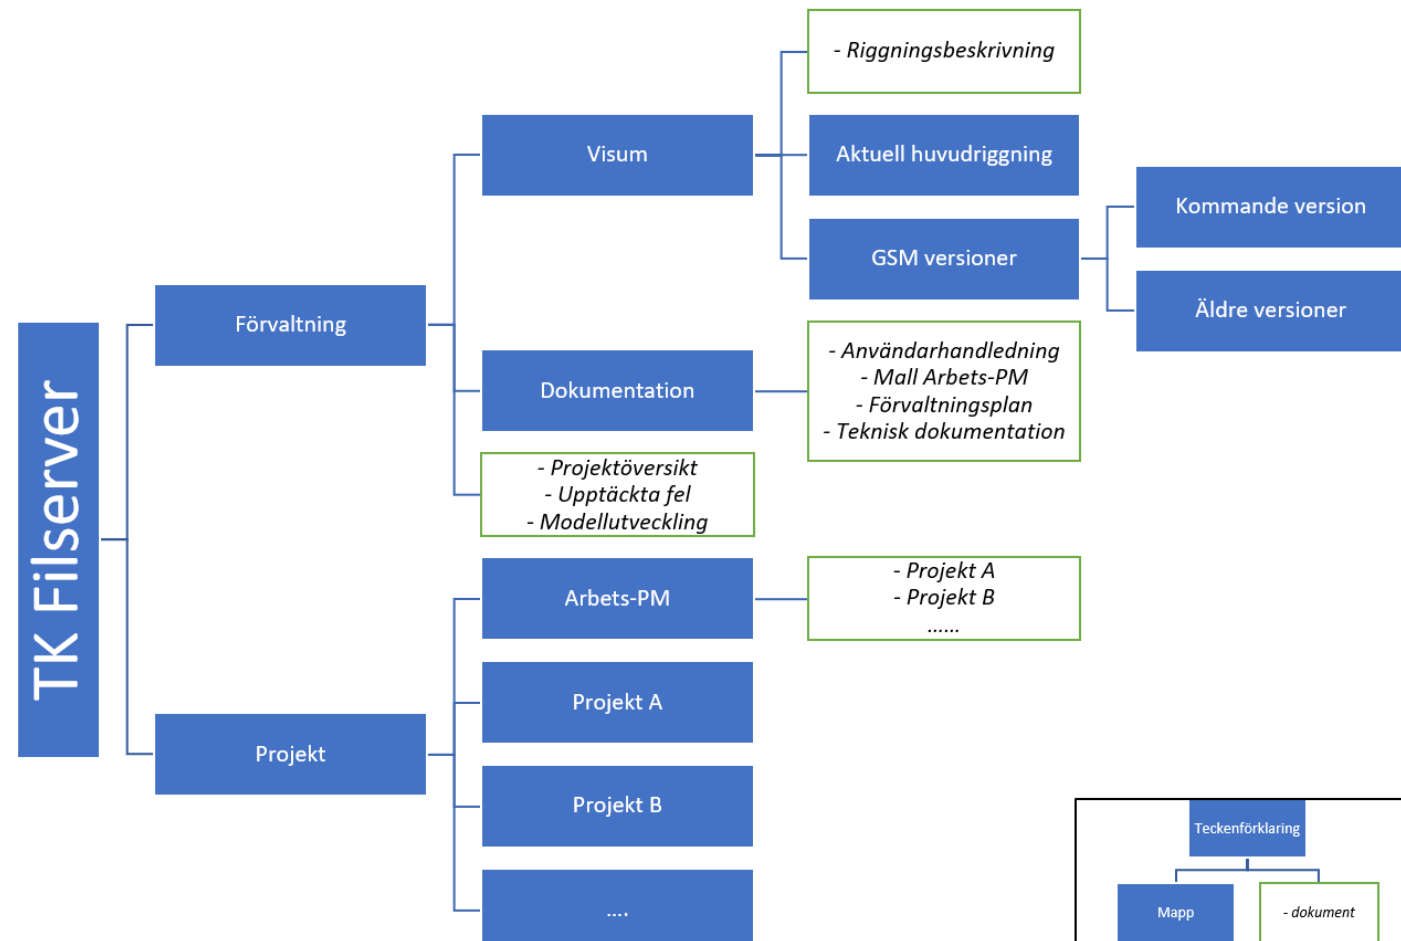 TK Filserver
Förvaltning
Visum
- Riggningsbeskrivning
Aktuell huvudriggning
GSM versioner
Kommande version
Äldre versioner
Dokumentation
- Användarhandledning
- Mall Arbets-PM
- Förvaltningsplan
- Teknisk dokumentation
- Projektöversikt
- Upptäckta fel
- Modellutveckling
Projekt
Arbets-PM
- Projekt A
- Projekt B
......
Projekt A
Projekt B
....
Teckenförklaring
Mapp
- dokument